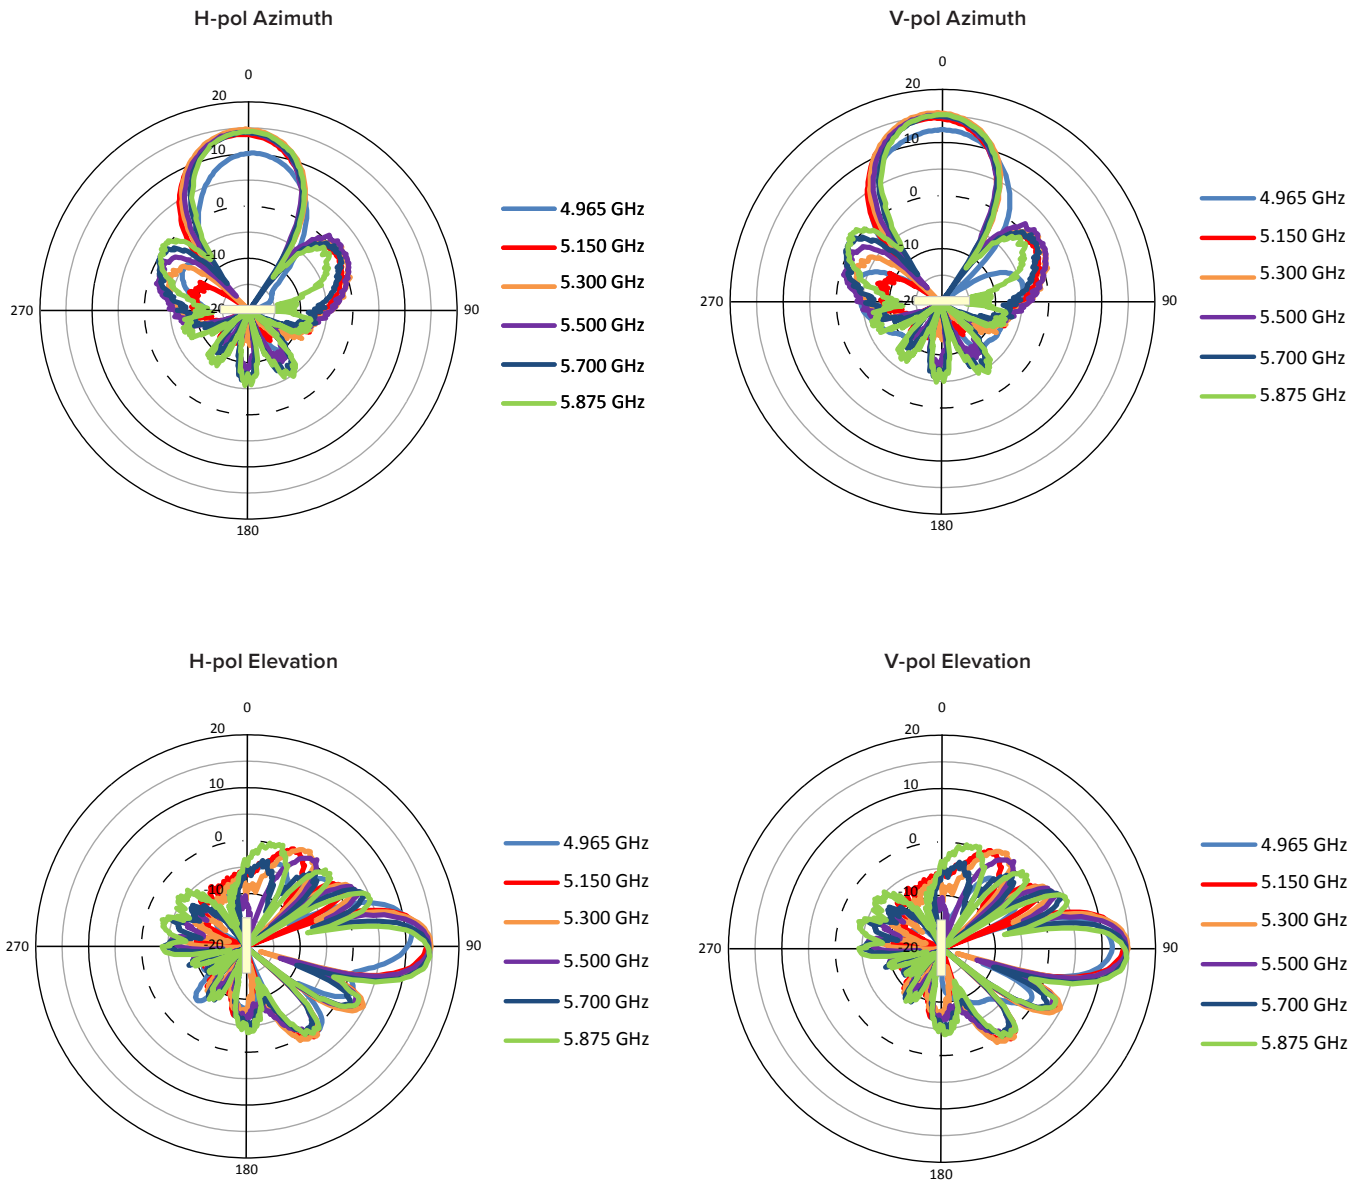 H-pol Azimuth
0
20
10
0
-10
-20
270
90
180
4.965 GHz
5.150 GHz
5.300 GHz
5.500 GHz
5.700 GHz
5.875 GHz
V-pol Azimuth
0
20
10
0
-10
-20
270
90
180
4.965 GHz
5.150 GHz
5.300 GHz
5.500 GHz
5.700 GHz
5.875 GHz
H-pol Elevation
0
20
10
0
-10
-20
270
90
180
4.965 GHz
5.150 GHz
5.300 GHz
5.500 GHz
5.700 GHz
5.875 GHz
V-pol Elevation
0
20
10
0
-10
-20
270
90
180
4.965 GHz
5.150 GHz
5.300 GHz
5.500 GHz
5.700 GHz
5.875 GHz